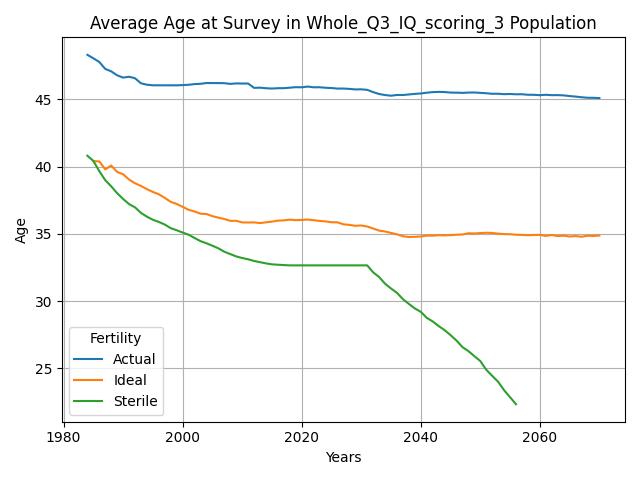 Average Age at Survey in Whole_Q3_IQ_scoring_3 Population
Age
45
40
35
30
25
Fertility
Actual
Ideal
Sterile
1980 2000 2020 2040 2060
Years